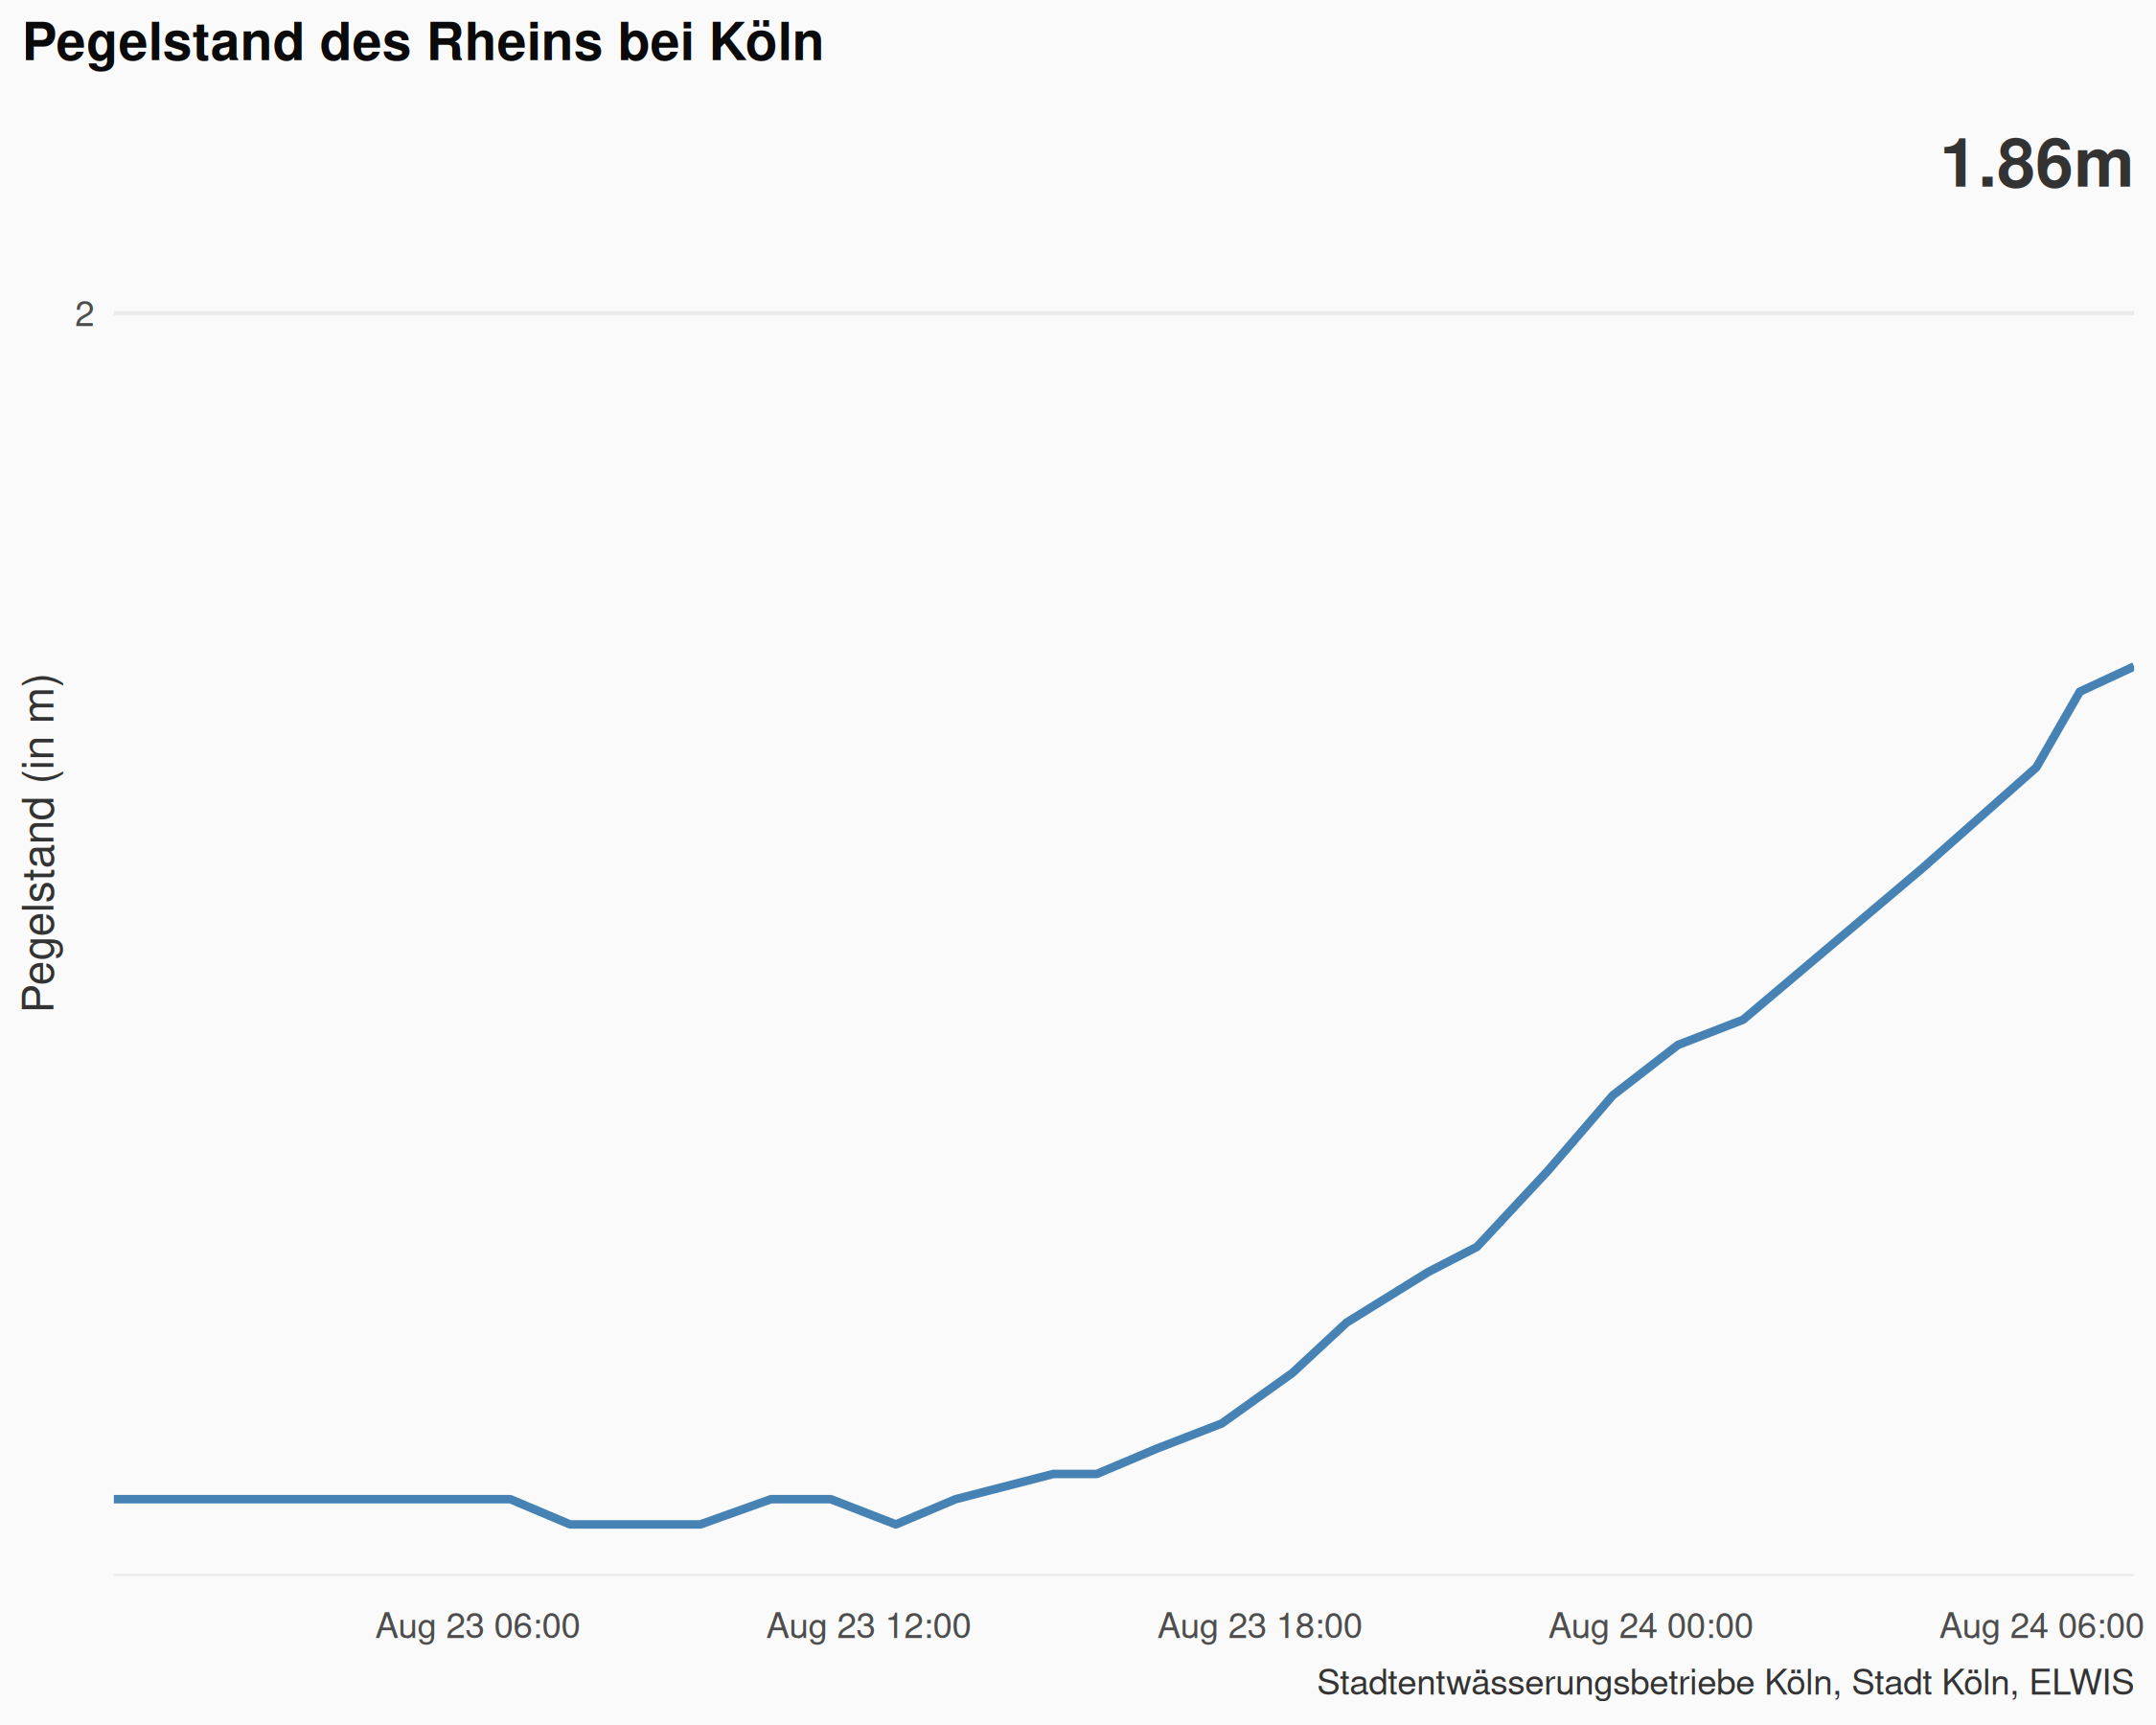 Pegelstand des Rheins bei Köln
1.86m
2
Pegelstand (in m)
Aug 23 06:00 Aug 23 12:00 Aug 23 18:00 Aug 24 00:00 Aug 24 06:00
Stadtentwässerungsbetriebe Köln, Stadt Köln, ELWIS